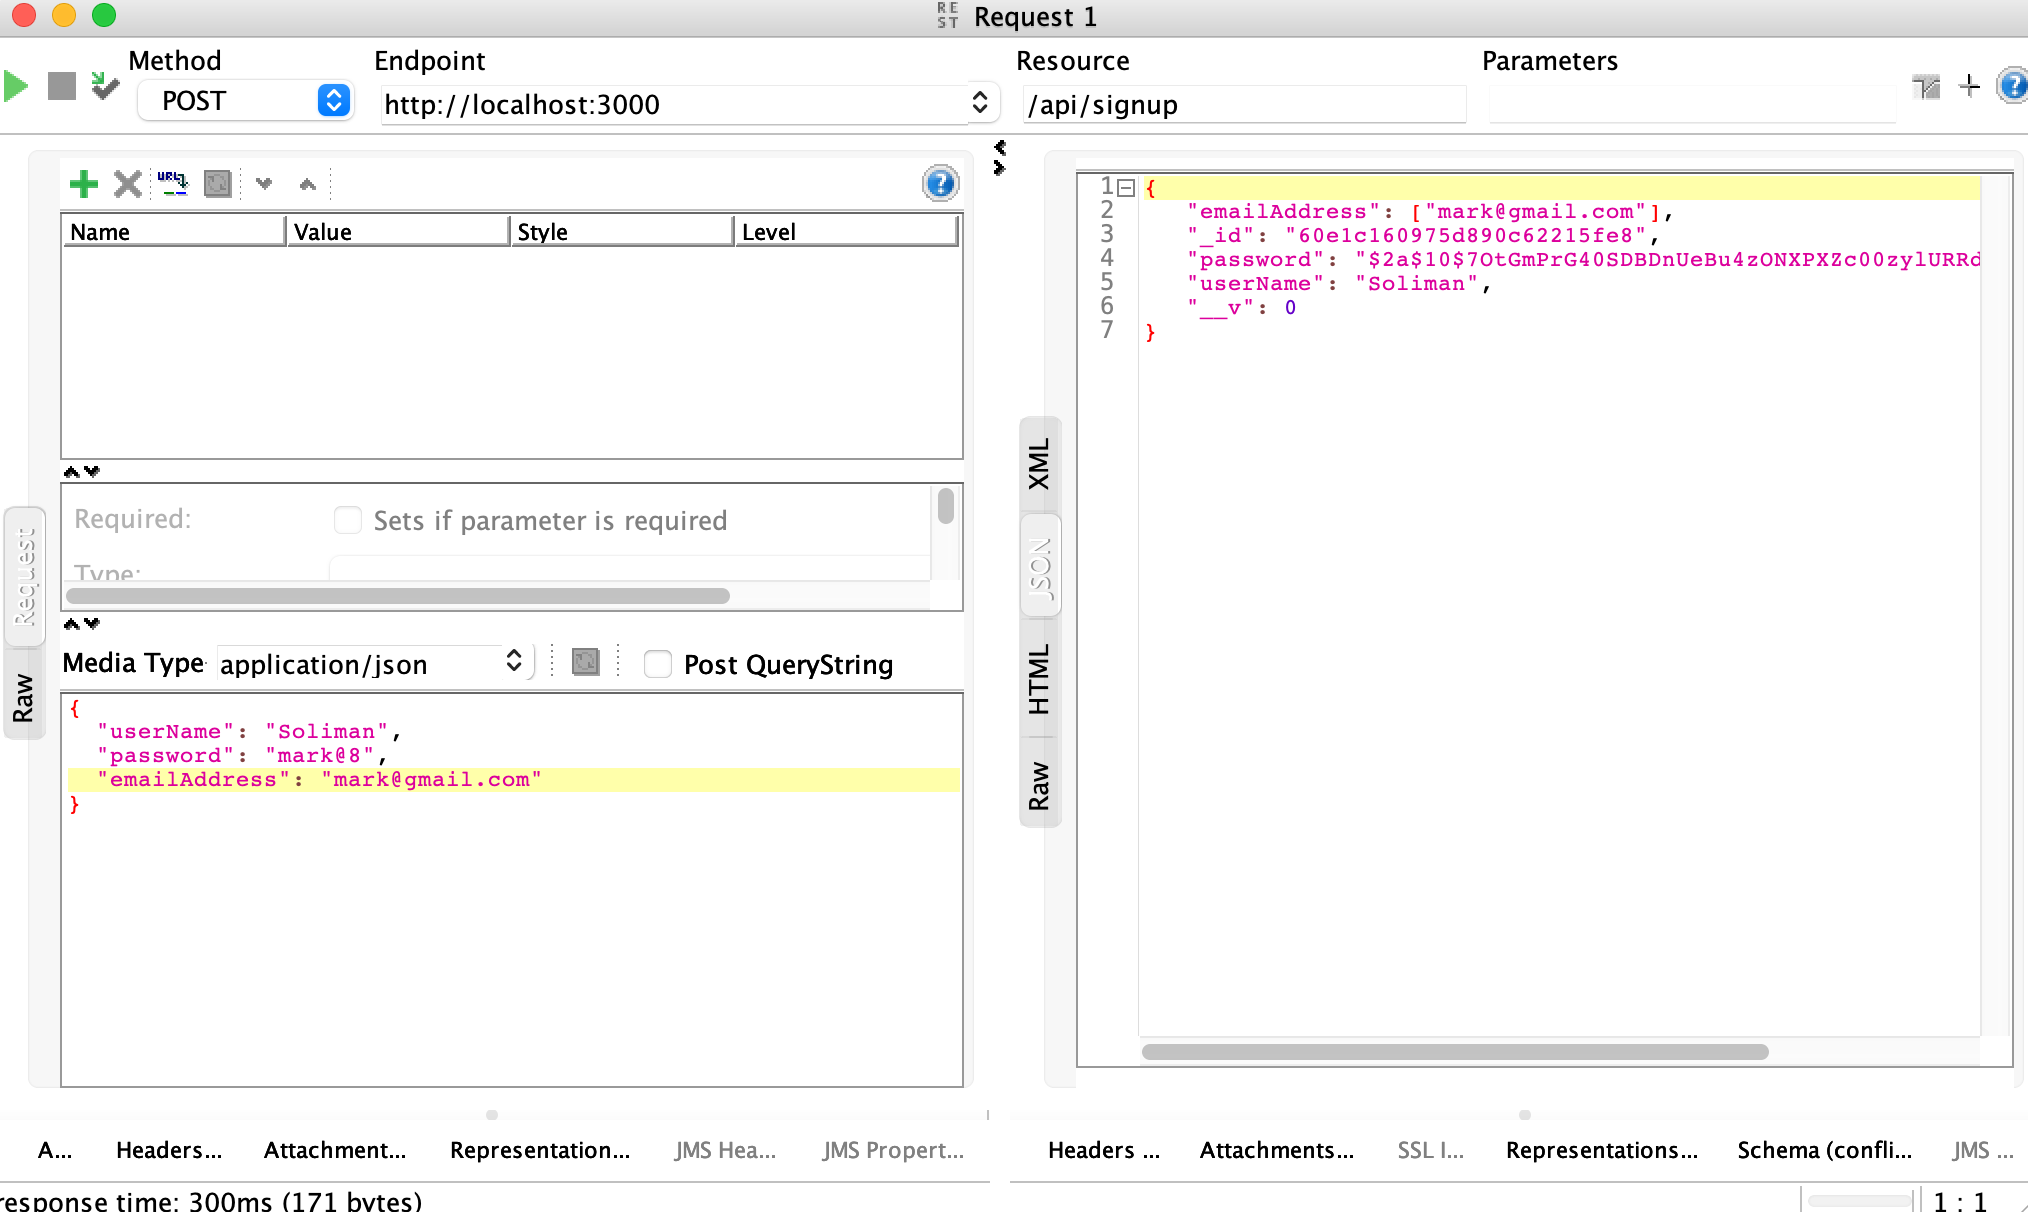 REST Request 1
Method Endpoint Resource Parameters
POST http://localhost:3000 /api/signup
Name Value Style Level
Required: Sets if parameter is required
Type:
Request
Raw
Media Type application/json Post QueryString
{
"userName": "Soliman",
"password": "mark@8",
"emailAddress": "mark@gmail.com"
}
XML
JSON
HTML
Raw
1 {
2 "emailAddress": ["mark@gmail.com"],
3 "_id": "60e1c160975d890c62215fe8",
4 "password": "$2a$10$7OtGmPrG40SDBDnUeBu4zONXPXZc00zylURRd
5 "userName": "Soliman",
6 "__v": 0
7 }
A... Headers... Attachment... Representation... JMS Hea... JMS Propert...
Headers ... Attachments... SSL I... Representations... Schema (confli... JMS ...
response time: 300ms (171 bytes)
1 : 1